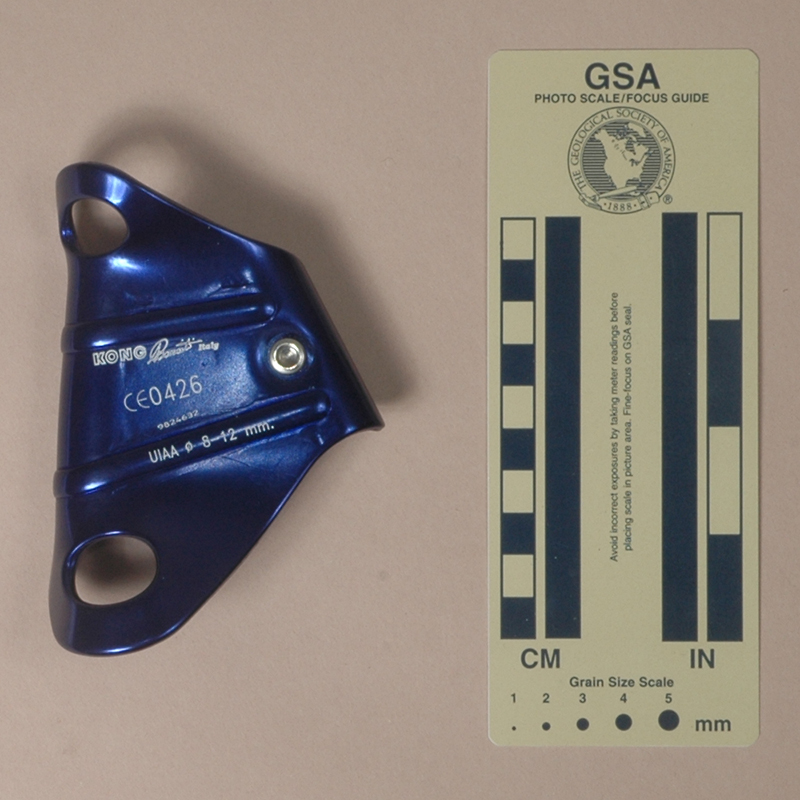 KONG Bonaiti Italy
CE0426
9824632
UIAA ø 8-12 mm.
GSA
PHOTO SCALE/FOCUS GUIDE
THE GEOLOGICAL SOCIETY OF AMERICA
1888
®
Avoid incorrect exposures by taking meter readings before
placing scale in picture area. Fine-focus on GSA seal.
CM IN
Grain Size Scale
1 2 3 4 5
mm